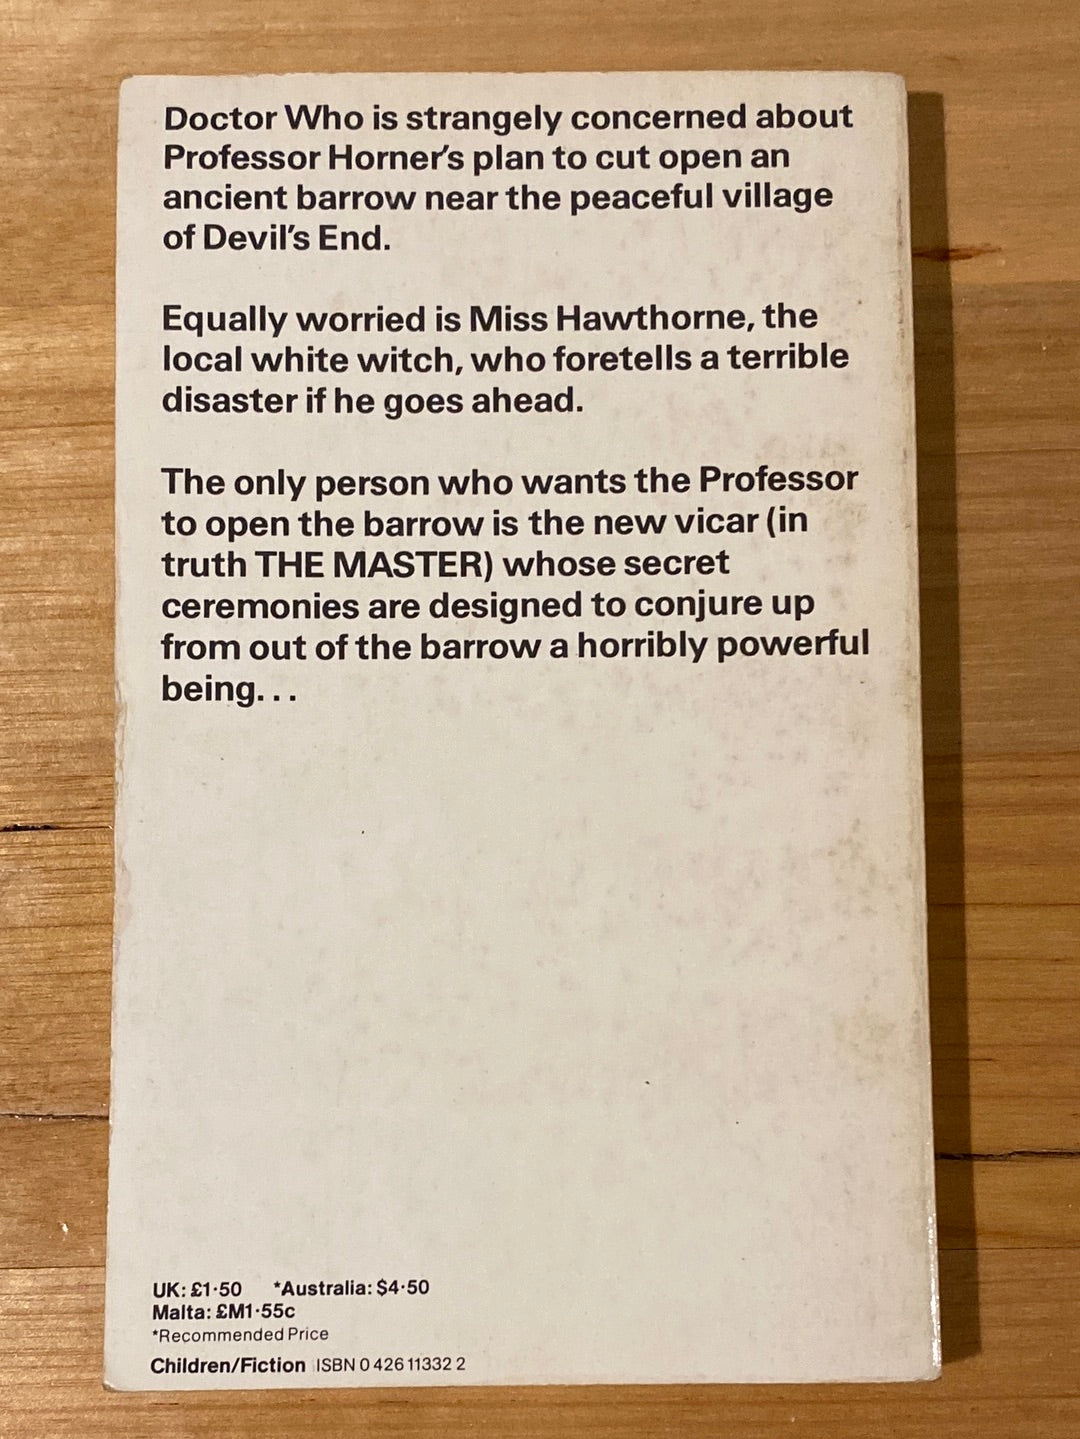 Doctor Who is strangely concerned about
Professor Horner's plan to cut open an
ancient barrow near the peaceful village
of Devil's End.
Equally worried is Miss Hawthorne, the
local white witch, who foretells a terrible
disaster if he goes ahead.
The only person who wants the Professor
to open the barrow is the new vicar (in
truth THE MASTER) whose secret
ceremonies are designed to conjure up
from out of the barrow a horribly powerful
being...
UK: £1·50 *Australia: $4·50
Malta: £M1·55c
*Recommended Price
Children/Fiction ISBN 0 426 11332 2